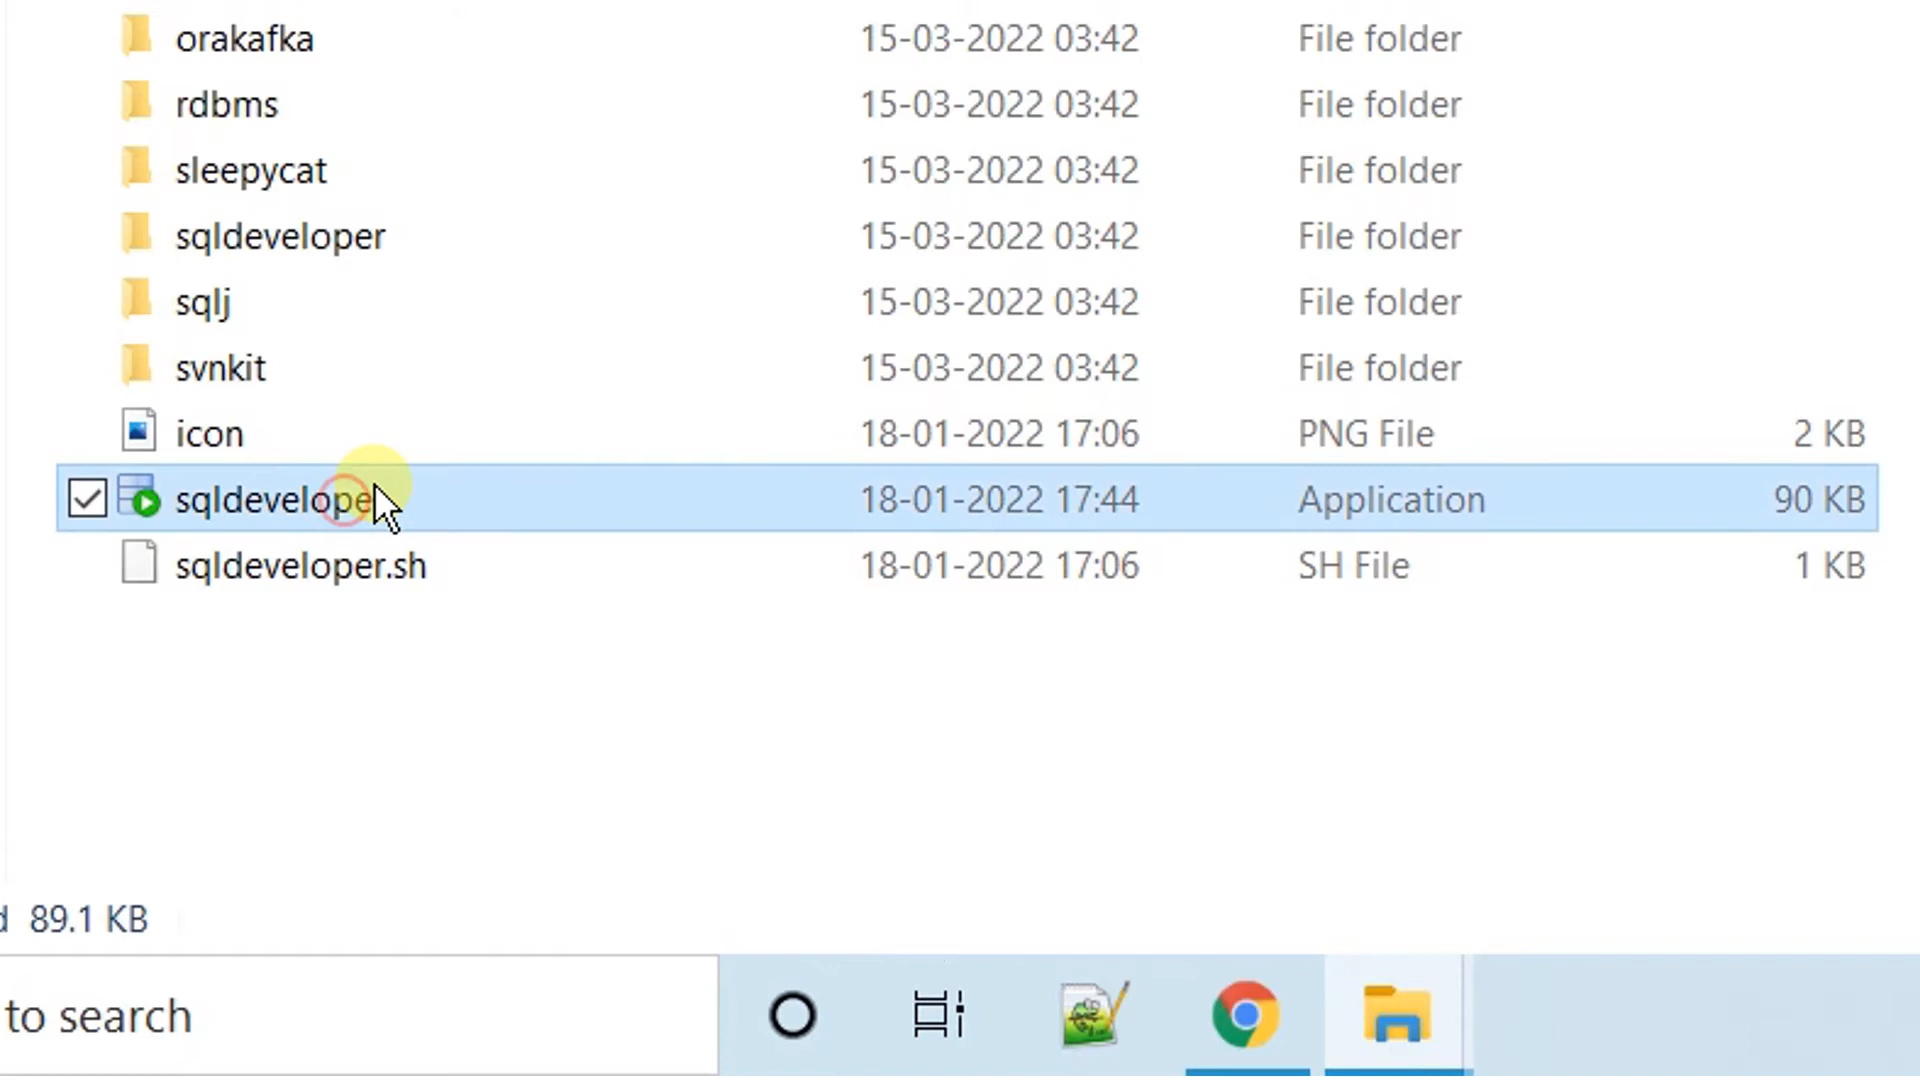 orakafka 15-03-2022 03:42 File folder
rdbms 15-03-2022 03:42 File folder
sleepycat 15-03-2022 03:42 File folder
sqldeveloper 15-03-2022 03:42 File folder
sqlj 15-03-2022 03:42 File folder
svnkit 15-03-2022 03:42 File folder
icon 18-01-2022 17:06 PNG File 2 KB
sqldevelope 18-01-2022 17:44 Application 90 KB
sqldeveloper.sh 18-01-2022 17:06 SH File 1 KB
d 89.1 KB
to search